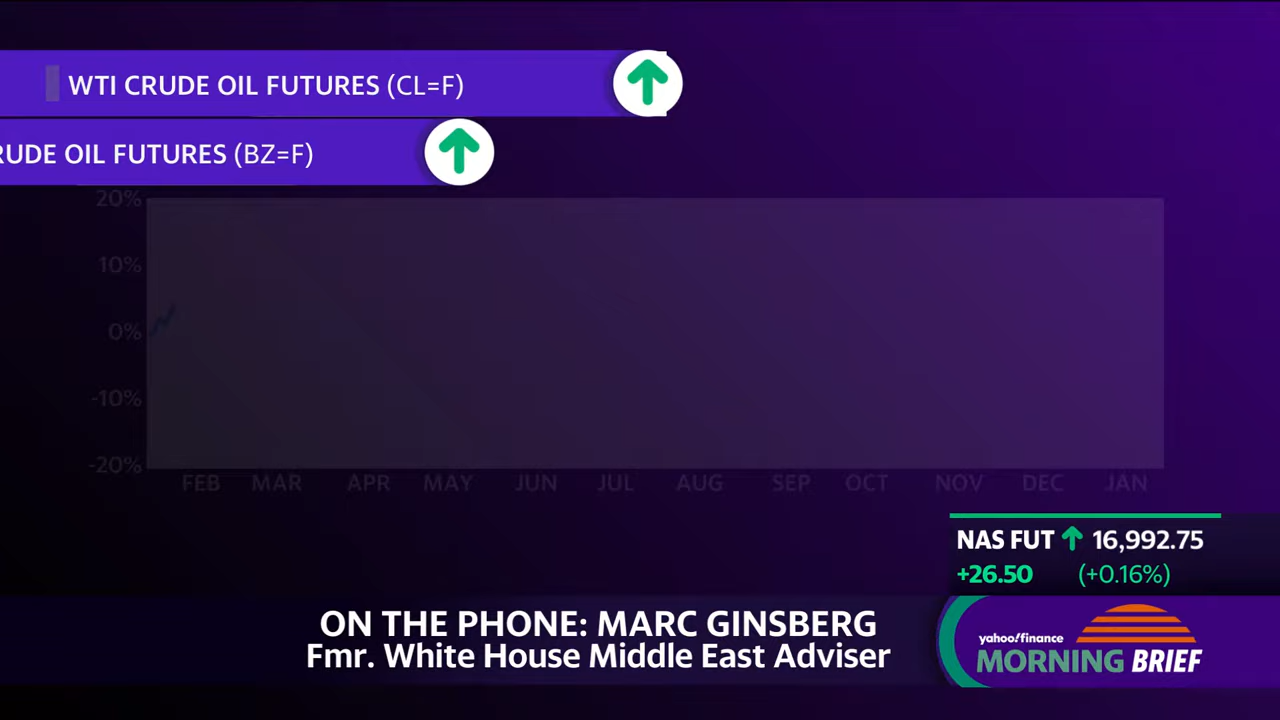 WTI CRUDE OIL FUTURES (CL=F)
RUDE OIL FUTURES (BZ=F)
20%
10%
0%
-10%
-20%
FEB MAR APR MAY JUN JUL AUG SEP OCT NOV DEC JAN
NAS FUT 16,992.75
+26.50 (+0.16%)
ON THE PHONE: MARC GINSBERG
Fmr. White House Middle East Adviser
yahoo!finance
MORNING BRIEF